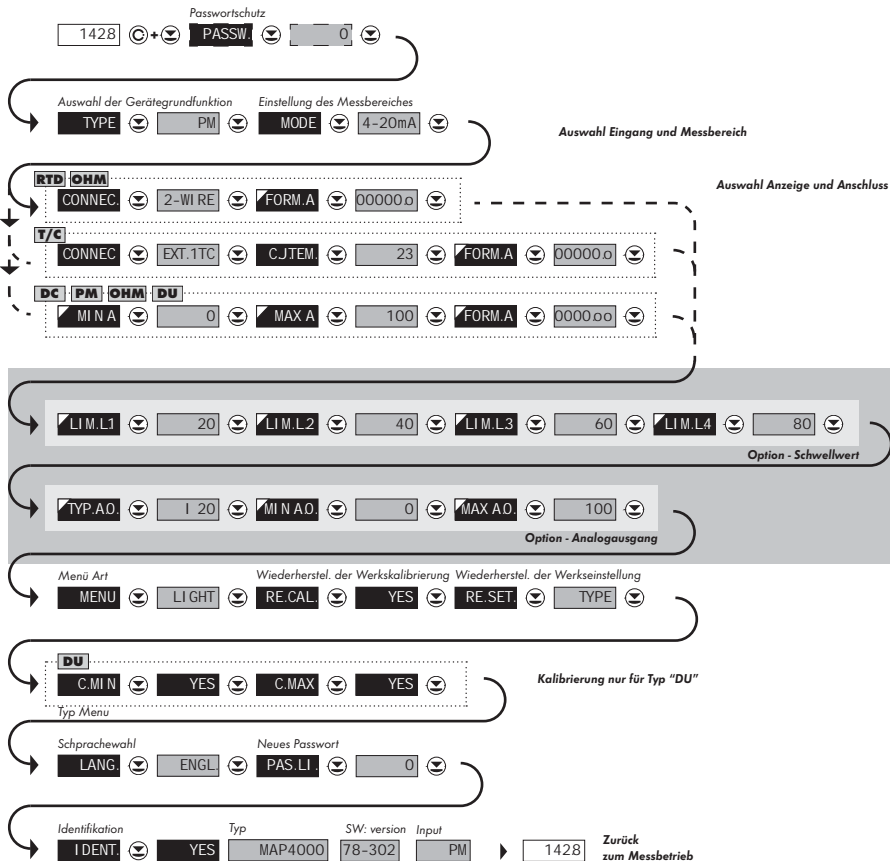 Passwortschutz
1428 C + PASSW. 0
Auswahl der Gerätegrundfunktion Einstellung des Messbereiches
TYPE PM MODE 4-20mA
Auswahl Eingang und Messbereich
RTD OHM
CONNEC. 2-WIRE FORM.A 00000.o
Auswahl Anzeige und Anschluss
T/C
CONNEC EXT.1TC C.J.TEM. 23 FORM.A 00000.o
DC PM OHM DU
MIN A 0 MAX A 100 FORM.A 0000.oo
LIM.L1 20 LIM.L2 40 LIM.L3 60 LIM.L4 80
Option - Schwellwert
TYP.A.O. I 20 MIN A.O. 0 MAX A.O. 100
Option - Analogausgang
Menü Art Wiederherstel. der Werkskalibrierung Wiederherstel. der Werkseinstellung
MENU LIGHT RE.CAL. YES RE.SET. TYPE
DU
C.MIN YES C.MAX YES
Kalibrierung nur für Typ "DU"
Typ Menu
Schprachewahl Neues Passwort
LANG. ENGL. PAS.LI. 0
Identifikation Typ SW: version Input
IDENT. YES MAP4000 78-302 PM 1428
Zurück
zum Messbetrieb